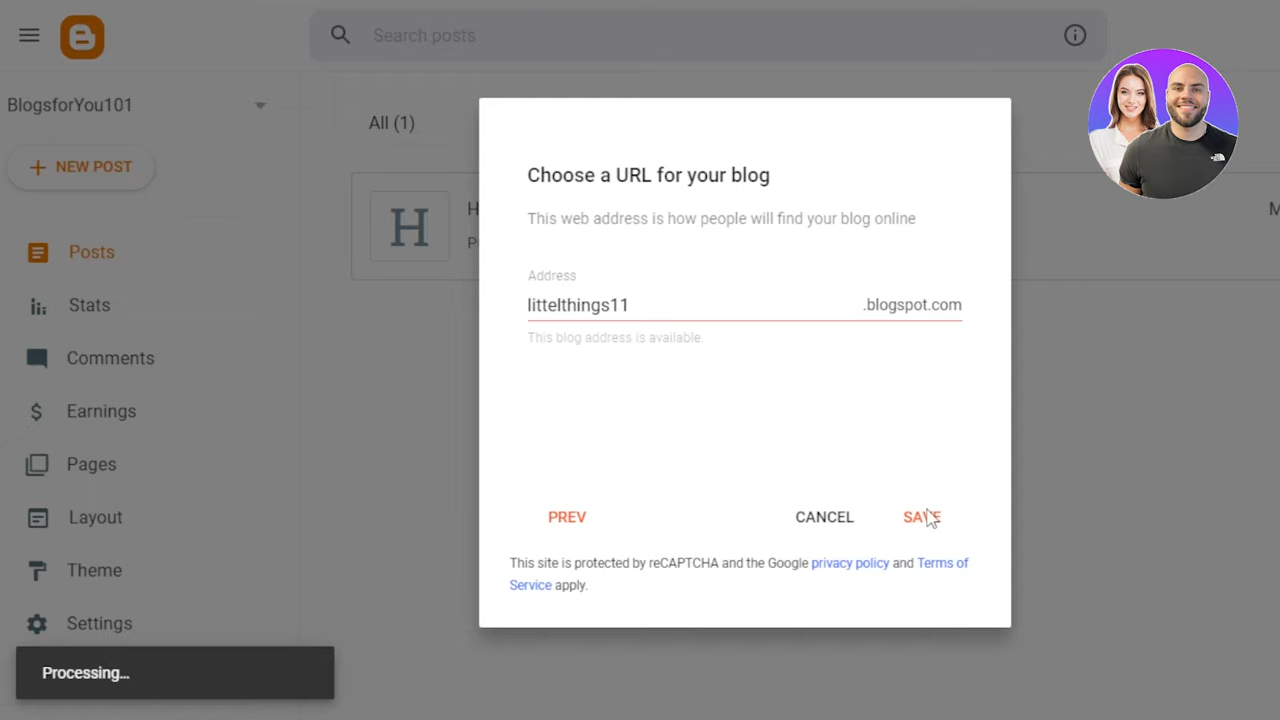 Search posts
BlogsforYou101
NEW POST
All (1)
H
H
P
M
Posts
Stats
Comments
Earnings
Pages
Layout
Theme
Settings
Processing...
Choose a URL for your blog
This web address is how people will find your blog online
Address
littelthings11 .blogspot.com
This blog address is available.
PREV CANCEL SAVE
This site is protected by reCAPTCHA and the Google privacy policy and Terms of
Service apply.